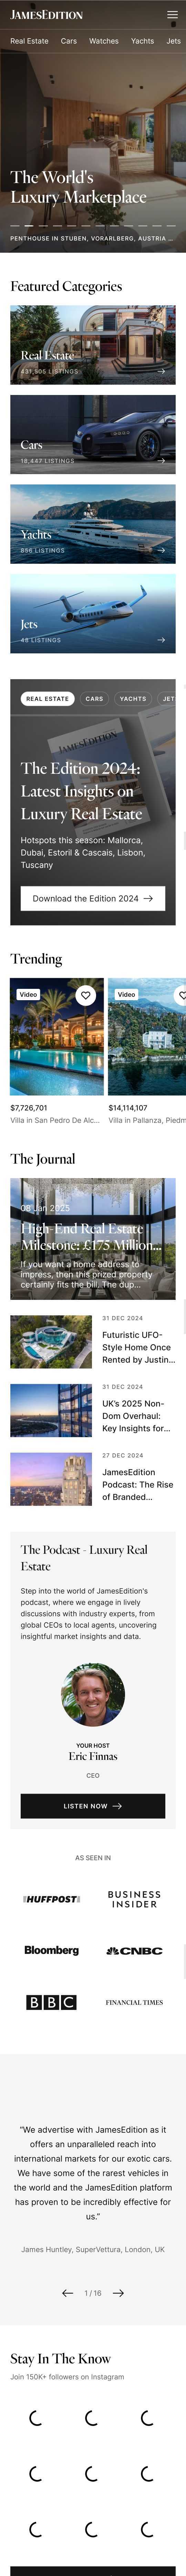 JAMESEDITION
Real Estate Cars Watches Yachts Jets
The World's
Luxury Marketplace
PENTHOUSE IN STUBEN, VORARLBERG, AUSTRIA ...
Featured Categories
Real Estate
431,505 LISTINGS
Cars
18,447 LISTINGS
Yachts
856 LISTINGS
Jets
48 LISTINGS
REAL ESTATE CARS YACHTS JET
JAMESEDITION
The Edition 2024:
Latest Insights on
Luxury Real Estate
Hotspots this season: Mallorca,
Dubai, Estoril & Cascais, Lisbon,
Tuscany
Download the Edition 2024
Trending
Video
Video
$7,726,701
Villa in San Pedro De Alc...
$14,114,107
Villa in Pallanza, Piedm
The Journal
08 Jan 2025
High-End Real Estate
Milestone: £175 Million...
If you want a home address to
impress, then this prized property
certainly fits the bill. The dup...
31 DEC 2024
Futuristic UFO-
Style Home Once
Rented by Justin...
31 DEC 2024
UK's 2025 Non-
Dom Overhaul:
Key Insights for...
27 DEC 2024
JamesEdition
Podcast: The Rise
of Branded...
The Podcast - Luxury Real
Estate
Step into the world of JamesEdition's
podcast, where we engage in lively
discussions with industry experts, from
global CEOs to local agents, uncovering
insightful market insights and data.
YOUR HOST
Eric Finnas
CEO
LISTEN NOW
AS SEEN IN
HUFFPOST
BUSINESS
INSIDER
Bloomberg
CNBC
BBC
FINANCIAL TIMES
"We advertise with JamesEdition as it
offers an unparalleled reach into
international markets for our exotic cars.
We have some of the rarest vehicles in
the world and the JamesEdition platform
has proven to be incredibly effective for
us."
James Huntley, SuperVettura, London, UK
1 / 16
Stay In The Know
Join 150K+ followers on Instagram